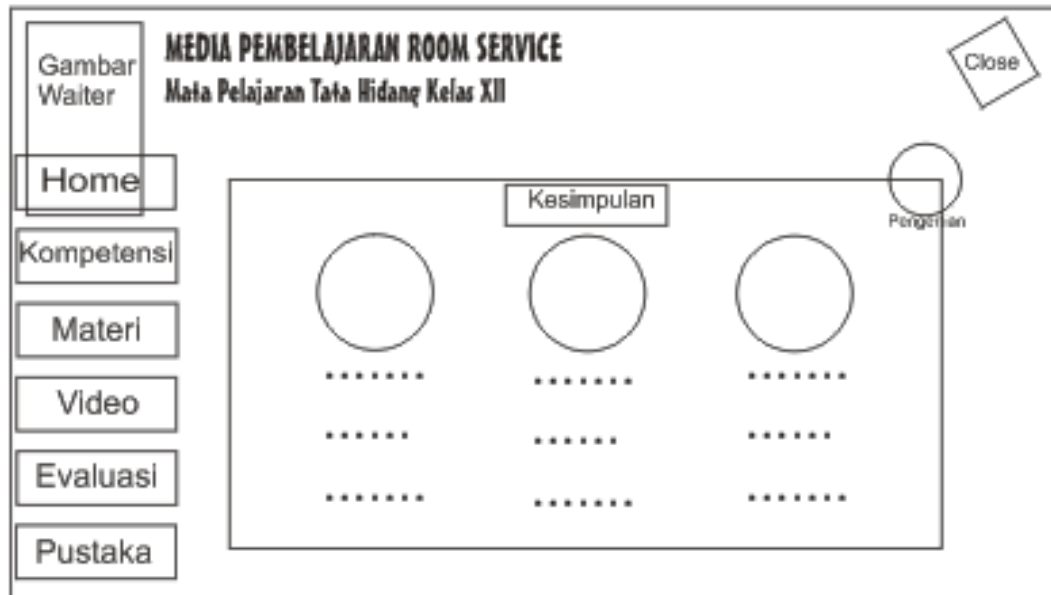 Gambar
Waiter
MEDIA PEMBELAJARAN ROOM SERVICE
Mata Pelajaran Tata Hidang Kelas XII
Close
Home
Kompetensi
Materi
Video
Evaluasi
Pustaka
Kesimpulan
.......
.......
.......
......
......
......
.......
.......
.......